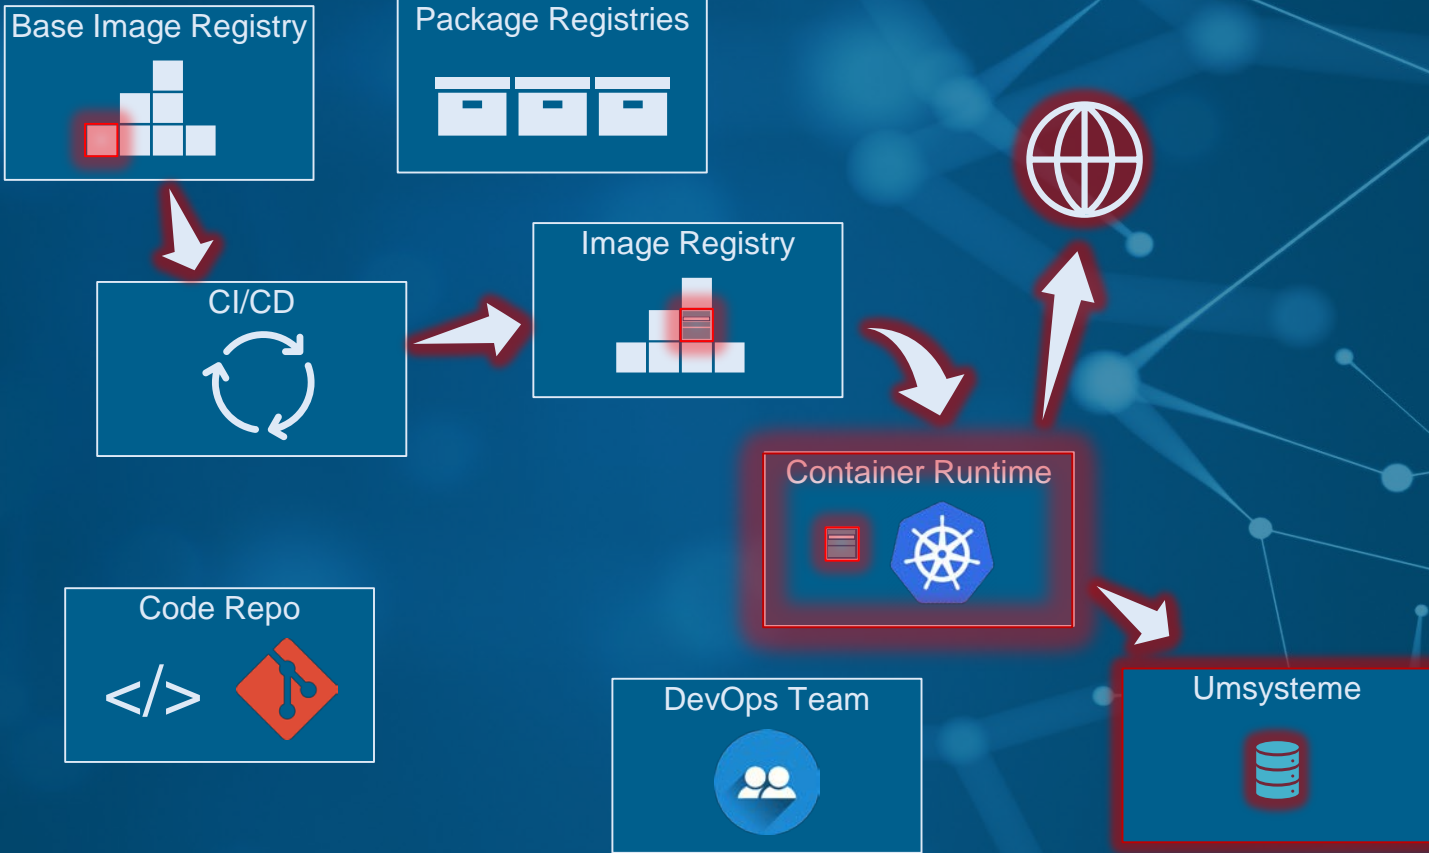 Base Image Registry
Package Registries
Image Registry
CI/CD
Container Runtime
Code Repo
</>
DevOps Team
Umsysteme